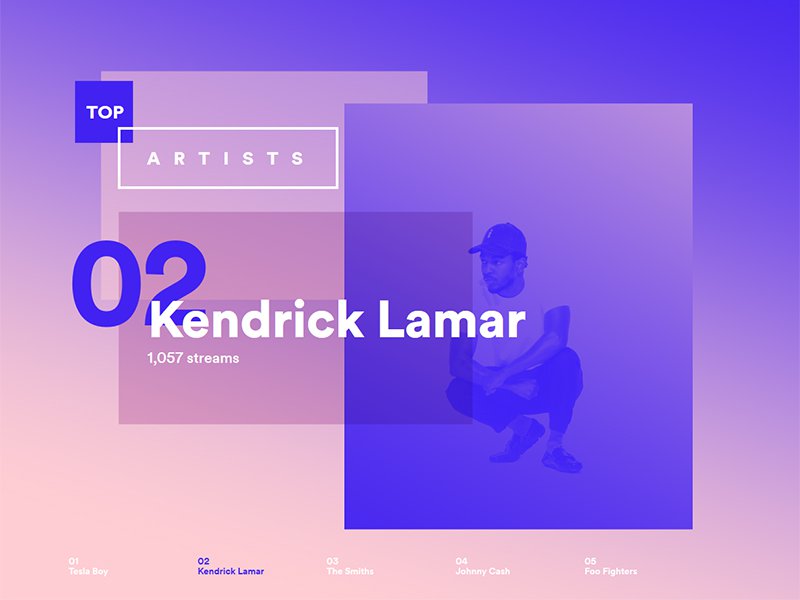 TOP
ARTISTS
02
Kendrick Lamar
1,057 streams
01
Tesla Boy
02
Kendrick Lamar
03
The Smiths
04
Johnny Cash
05
Foo Fighters